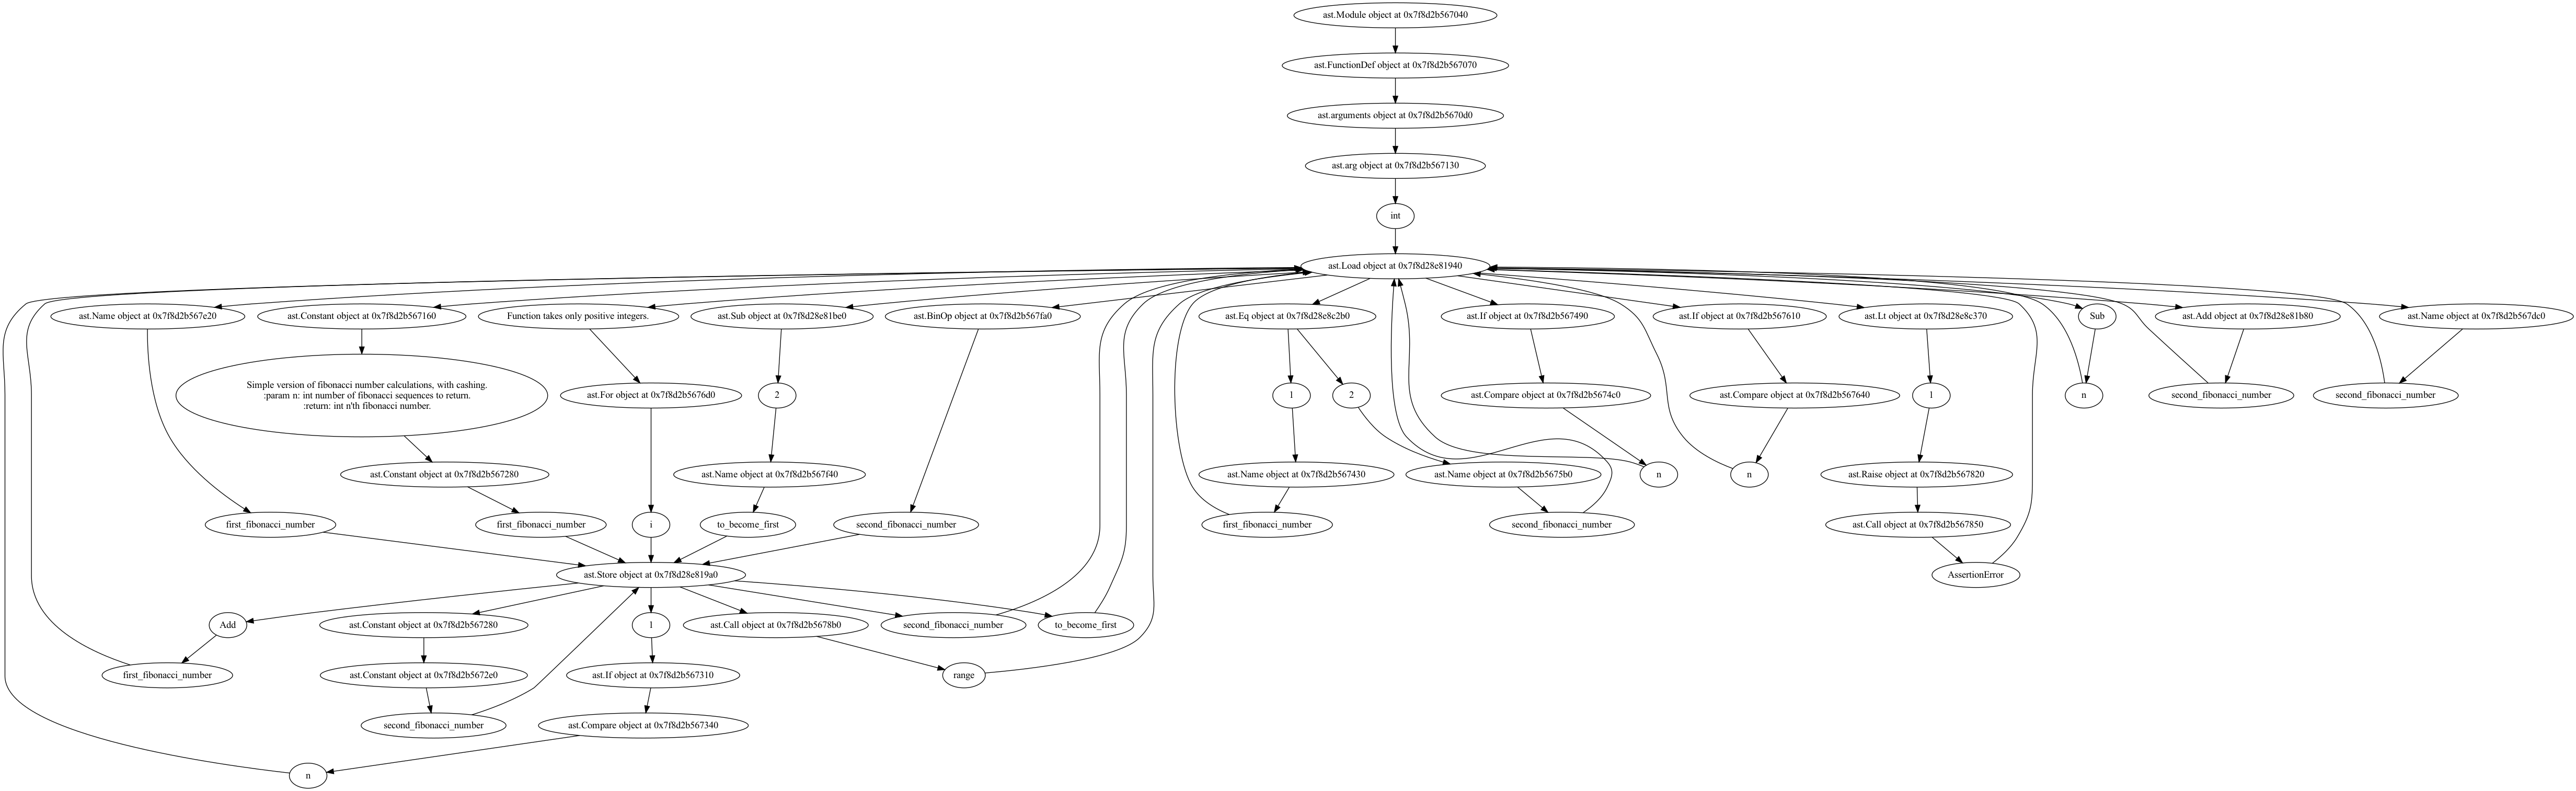 ast.Module object at 0x7f8d2b567040
ast.FunctionDef object at 0x7f8d2b567070
ast.arguments object at 0x7f8d2b5670d0
ast.arg object at 0x7f8d2b567130
int
ast.Load object at 0x7f8d28e81940
ast.Name object at 0x7f8d2b567e20
ast.Constant object at 0x7f8d2b567160
Function takes only positive integers.
ast.Sub object at 0x7f8d28e81be0
ast.BinOp object at 0x7f8d2b567fa0
ast.Eq object at 0x7f8d28e8c2b0
ast.If object at 0x7f8d2b567490
ast.If object at 0x7f8d2b567610
ast.Lt object at 0x7f8d28e8c370
Sub
ast.Add object at 0x7f8d28e81b80
ast.Name object at 0x7f8d2b567dc0
Simple version of fibonacci number calculations, with cashing.
:param n: int number of fibonacci sequences to return.
:return: int n'th fibonacci number.
ast.For object at 0x7f8d2b5676d0
2
1
2
ast.Compare object at 0x7f8d2b5674c0
ast.Compare object at 0x7f8d2b567640
1
n
second_fibonacci_number
second_fibonacci_number
ast.Constant object at 0x7f8d2b567280
ast.Name object at 0x7f8d2b567f40
ast.Name object at 0x7f8d2b567430
ast.Name object at 0x7f8d2b5675b0
n
n
ast.Raise object at 0x7f8d2b567820
first_fibonacci_number
first_fibonacci_number
i
to_become_first
second_fibonacci_number
first_fibonacci_number
second_fibonacci_number
ast.Call object at 0x7f8d2b567850
ast.Store object at 0x7f8d28e819a0
AssertionError
Add
ast.Constant object at 0x7f8d2b567280
1
ast.Call object at 0x7f8d2b5678b0
second_fibonacci_number
to_become_first
first_fibonacci_number
ast.Constant object at 0x7f8d2b5672e0
ast.If object at 0x7f8d2b567310
range
second_fibonacci_number
ast.Compare object at 0x7f8d2b567340
n